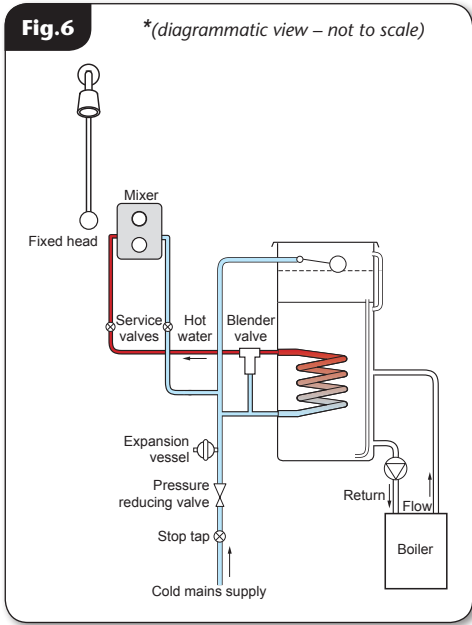 Fig.6
*(diagrammatic view – not to scale)
Mixer
Fixed head
Service
valves
Hot
water
Blender
valve
Expansion
vessel
Pressure
reducing valve
Stop tap
Return
Flow
Boiler
Cold mains supply